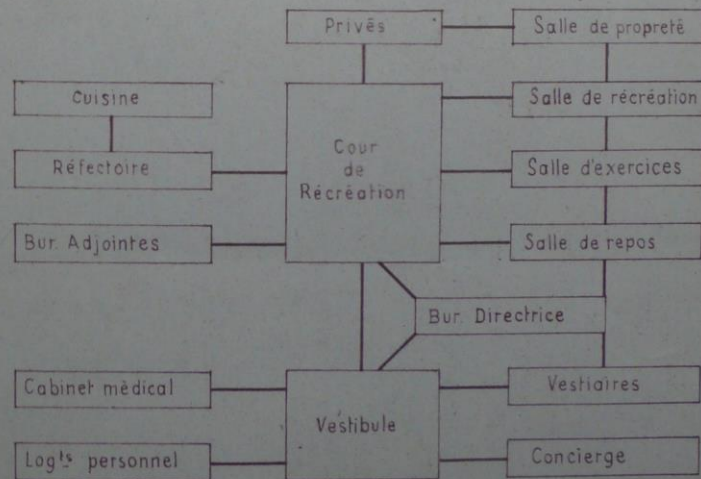 Privés
Salle de propreté
Cuisine
Salle de récréation
Cour
de
Récréation
Réfectoire
Salle d'exercices
Bur. Adjointes
Salle de repos
Bur. Directrice
Cabinet mèdical
Vestiaires
Vestibule
Logts personnel
Concierge